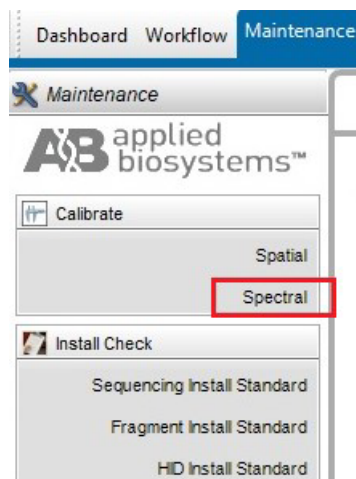 Dashboard Workflow Maintenance
Maintenance
AB applied
biosystems™
Calibrate
Spatial
Spectral
Install Check
Sequencing Install Standard
Fragment Install Standard
HID Install Standard